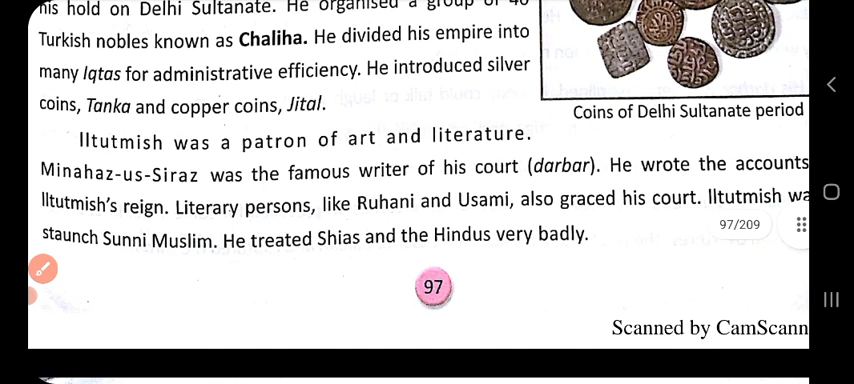 his hold on Delhi Sultanate. He organised a group of 40
Turkish nobles known as Chaliha. He divided his empire into
many Iqtas for administrative efficiency. He introduced silver
coins, Tanka and copper coins, Jital.
Coins of Delhi Sultanate period
Iltutmish was a patron of art and literature.
Minahaz-us-Siraz was the famous writer of his court (darbar). He wrote the accounts
Iltutmish's reign. Literary persons, like Ruhani and Usami, also graced his court. Iltutmish wa
staunch Sunni Muslim. He treated Shias and the Hindus very badly.
97/209
97
Scanned by CamScann